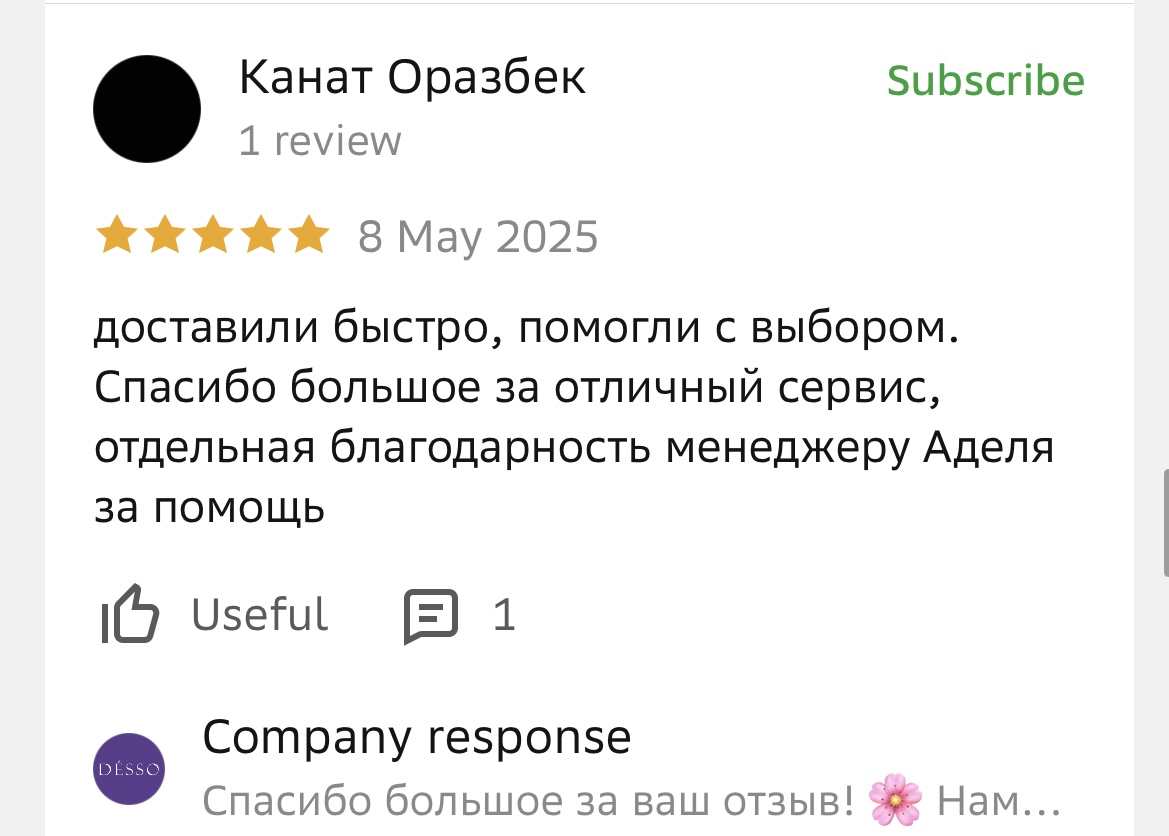 Канат Оразбек
Subscribe
1 review
8 May 2025
доставили быстро, помогли с выбором.
Спасибо большое за отличный сервис,
отдельная благодарность менеджеру Аделя
за помощь
Useful
1
Company response
DÉSSO
Спасибо большое за ваш отзыв! 🌸 Нам...